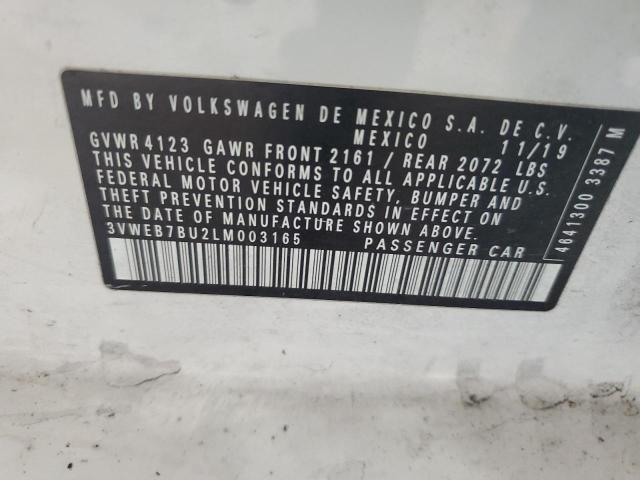 MFD BY VOLKSWAGEN DE MEXICO S.A. DE C.V.
MEXICO 11/19
GVWR 4123 GAWR FRONT 2161 / REAR 2072 LBS
THIS VEHICLE CONFORMS TO ALL APPLICABLE U.S.
FEDERAL MOTOR VEHICLE SAFETY, BUMPER AND
THEFT PREVENTION STANDARDS IN EFFECT ON
THE DATE OF MANUFACTURE SHOWN ABOVE.
3VWEB7BU2LM003165 PASSENGER CAR
4641300 3387 M